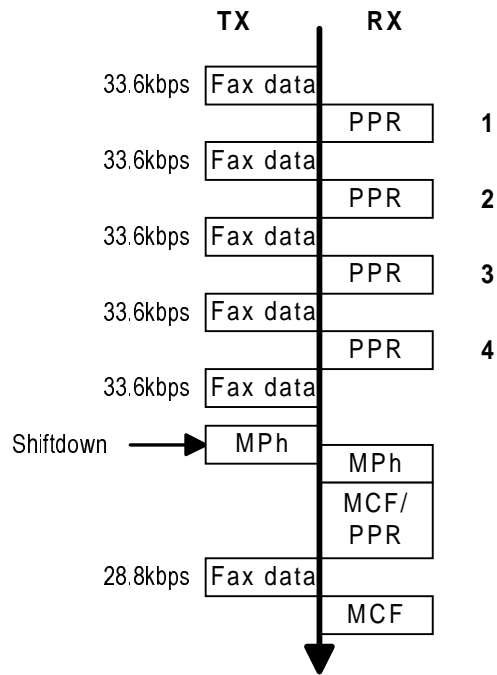 TX RX
33.6kbps Fax data
PPR 1
33.6kbps Fax data
PPR 2
33.6kbps Fax data
PPR 3
33.6kbps Fax data
PPR 4
33.6kbps Fax data
Shiftdown MPh
MPh
MCF/
PPR
28.8kbps Fax data
MCF